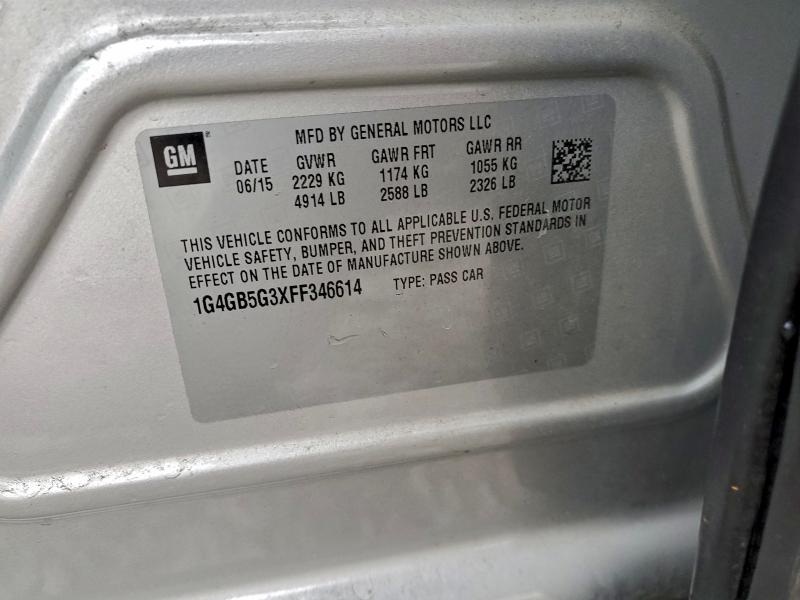 GM
MFD BY GENERAL MOTORS LLC
DATE GVWR GAWR FRT GAWR RR
06/15 2229 KG 1174 KG 1055 KG
4914 LB 2588 LB 2326 LB
THIS VEHICLE CONFORMS TO ALL APPLICABLE U.S. FEDERAL MOTOR
VEHICLE SAFETY, BUMPER, AND THEFT PREVENTION STANDARDS IN
EFFECT ON THE DATE OF MANUFACTURE SHOWN ABOVE.
1G4GB5G3XFF346614 TYPE: PASS CAR